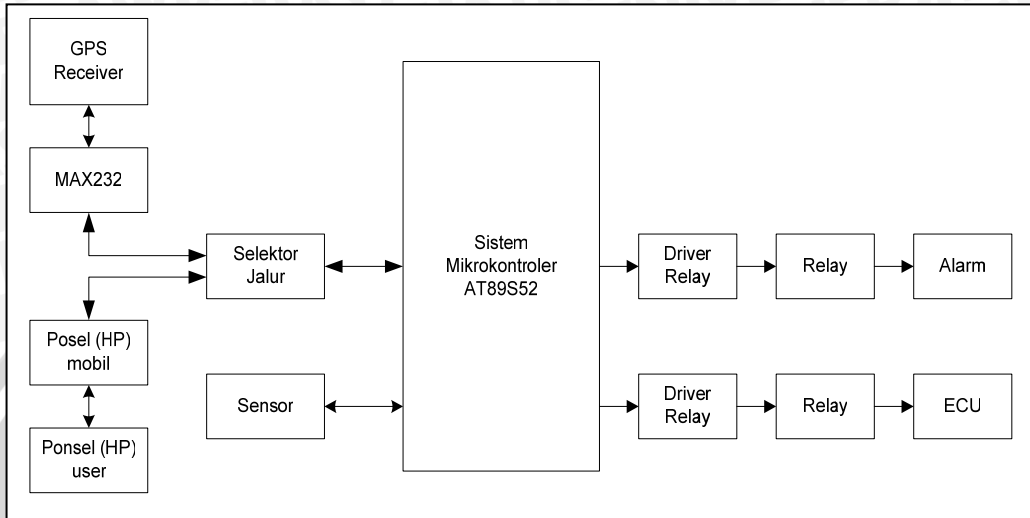 GPS
Receiver
MAX232
Selektor
Jalur
Posel (HP)
mobil
Ponsel (HP)
user
Sensor
Sistem
Mikrokontroler
AT89S52
Driver
Relay
Relay
Alarm
Driver
Relay
Relay
ECU